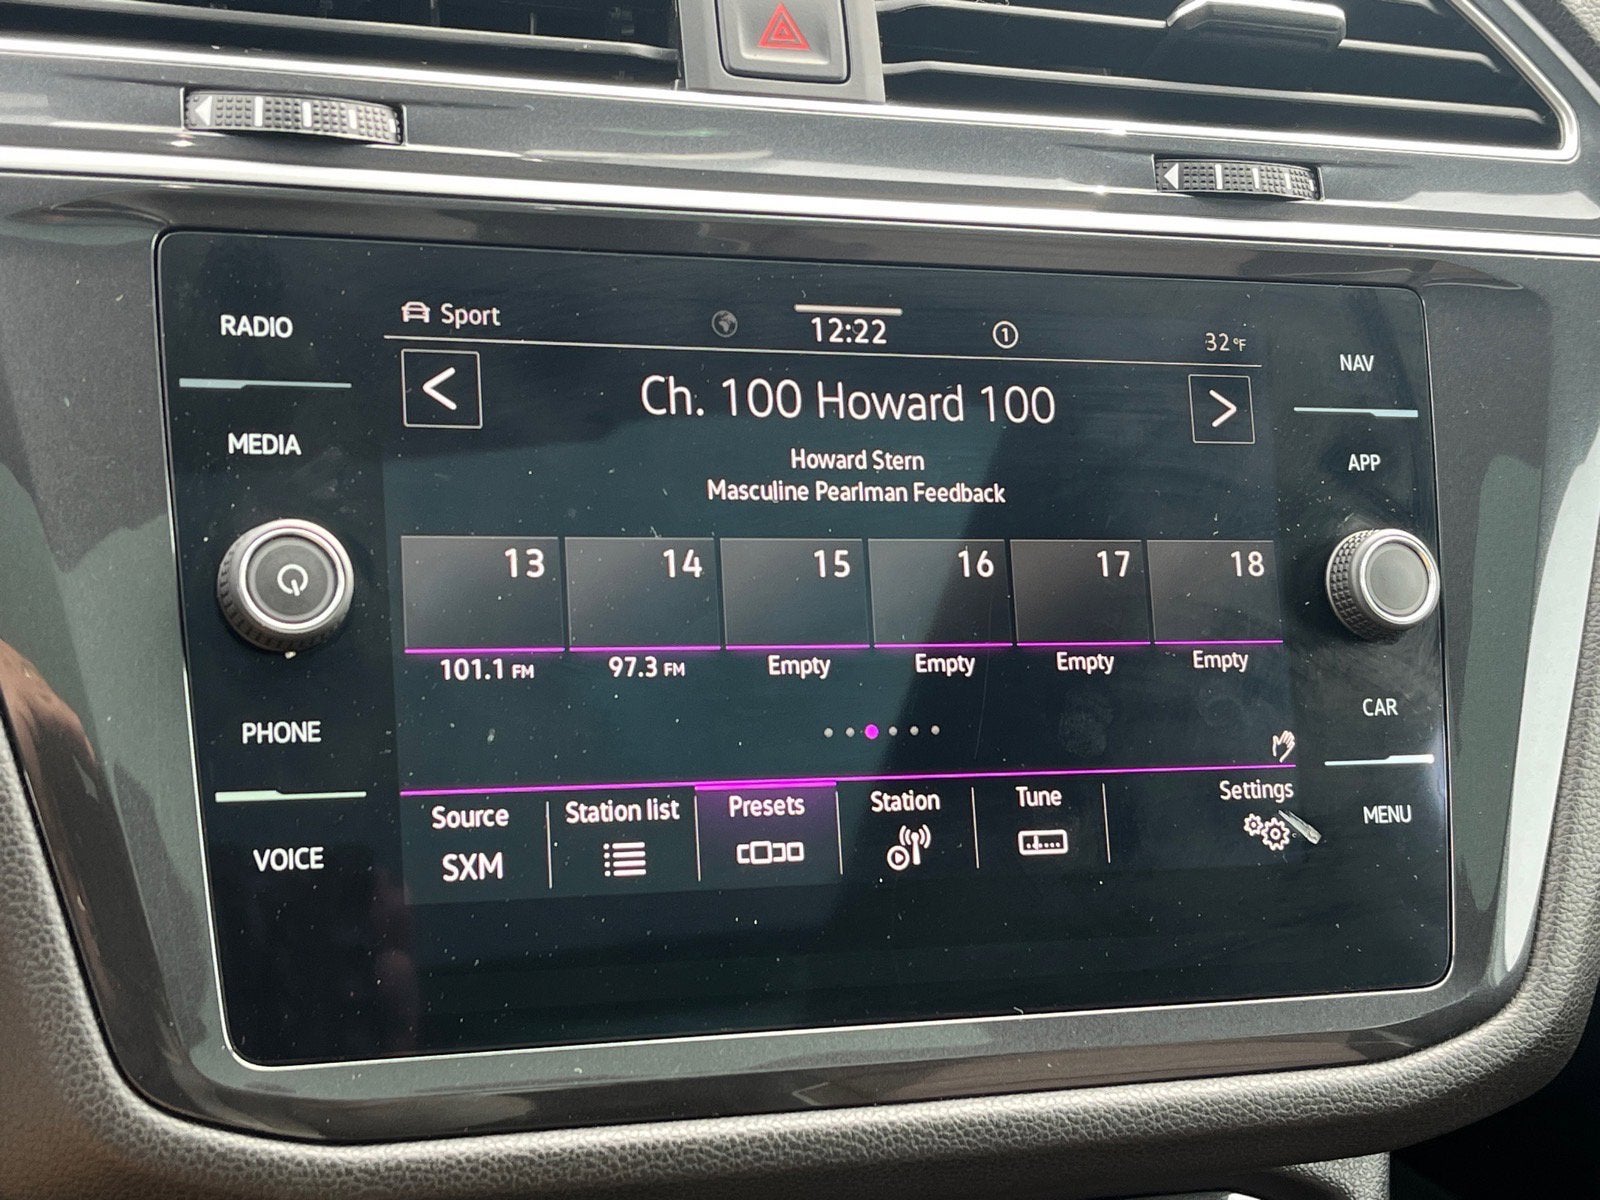 RADIO
MEDIA
PHONE
VOICE
Sport
12:22
1
32°F
< Ch. 100 Howard 100 >
Howard Stern
Masculine Pearlman Feedback
13 14 15 16 17 18
101.1 FM 97.3 FM Empty Empty Empty Empty
Source Station list Presets Station Tune Settings
SXM
NAV
APP
CAR
MENU